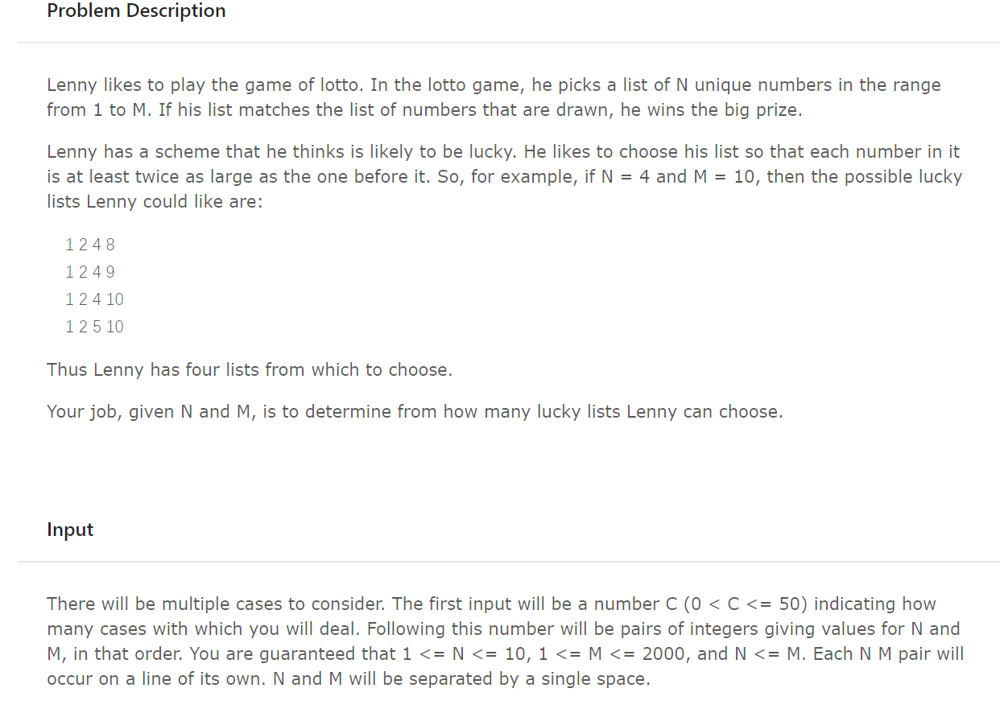 Problem Description
Lenny likes to play the game of lotto. In the lotto game, he picks a list of N unique numbers in the range
from 1 to M. If his list matches the list of numbers that are drawn, he wins the big prize.
Lenny has a scheme that he thinks is likely to be lucky. He likes to choose his list so that each number in it
is at least twice as large as the one before it. So, for example, if N = 4 and M = 10, then the possible lucky
lists Lenny could like are:
1 2 4 8
1 2 4 9
1 2 4 10
1 2 5 10
Thus Lenny has four lists from which to choose.
Your job, given N and M, is to determine from how many lucky lists Lenny can choose.
Input
There will be multiple cases to consider. The first input will be a number C (0 < C <= 50) indicating how
many cases with which you will deal. Following this number will be pairs of integers giving values for N and
M, in that order. You are guaranteed that 1 <= N <= 10, 1 <= M <= 2000, and N <= M. Each N M pair will
occur on a line of its own. N and M will be separated by a single space.